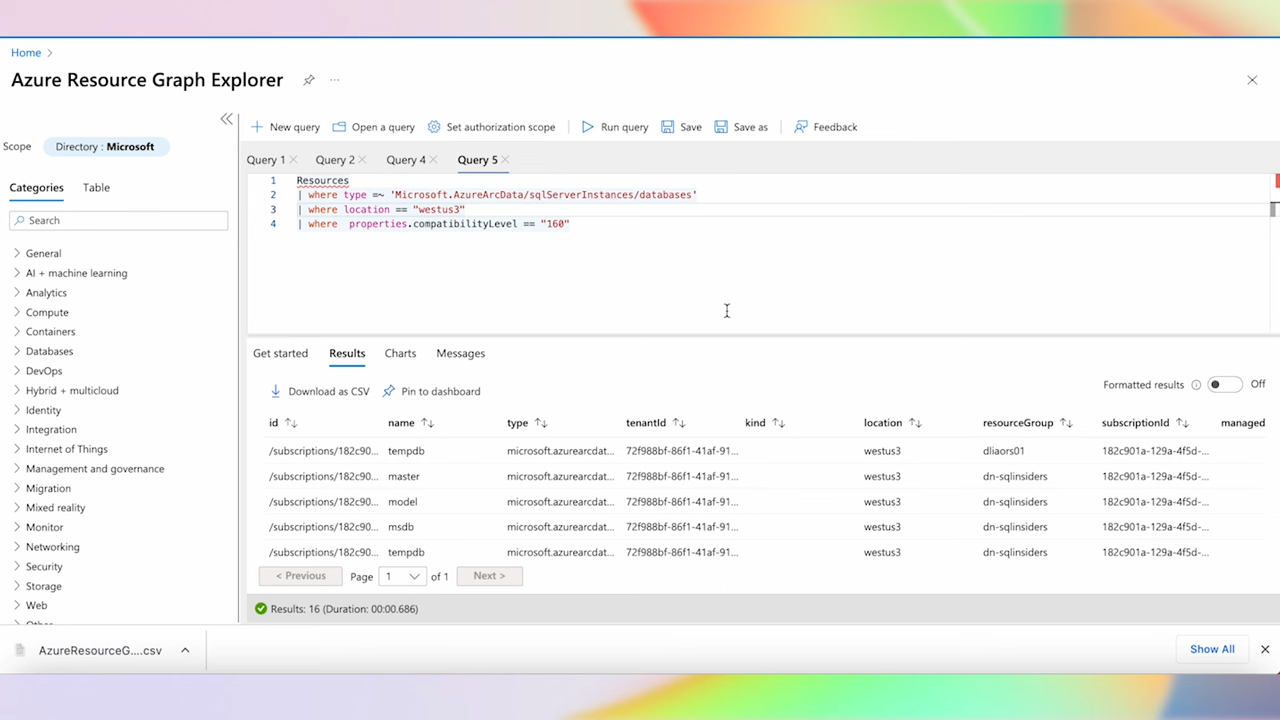 Home
Azure Resource Graph Explorer
Scope Directory : Microsoft
Categories Table
Search
General
AI + machine learning
Analytics
Compute
Containers
Databases
DevOps
Hybrid + multicloud
Identity
Integration
Internet of Things
Management and governance
Migration
Mixed reality
Monitor
Networking
Security
Storage
Web
New query Open a query Set authorization scope Run query Save Save as Feedback
Query 1 Query 2 Query 4 Query 5
1 Resources
2 | where type =~ 'Microsoft.AzureArcData/sqlServerInstances/databases'
3 | where location == "westus3"
4 | where properties.compatibilityLevel == "160"
Get started Results Charts Messages
Download as CSV Pin to dashboard Formatted results Off
id name type tenantId kind location resourceGroup subscriptionId managed
/subscriptions/182c90... tempdb microsoft.azurearcdat... 72f988bf-86f1-41af-91... westus3 dliaors01 182c901a-129a-4f5d-...
/subscriptions/182c90... master microsoft.azurearcdat... 72f988bf-86f1-41af-91... westus3 dn-sqlinsiders 182c901a-129a-4f5d-...
/subscriptions/182c90... model microsoft.azurearcdat... 72f988bf-86f1-41af-91... westus3 dn-sqlinsiders 182c901a-129a-4f5d-...
/subscriptions/182c90... msdb microsoft.azurearcdat... 72f988bf-86f1-41af-91... westus3 dn-sqlinsiders 182c901a-129a-4f5d-...
/subscriptions/182c90... tempdb microsoft.azurearcdat... 72f988bf-86f1-41af-91... westus3 dn-sqlinsiders 182c901a-129a-4f5d-...
< Previous Page 1 of 1 Next >
Results: 16 (Duration: 00:00.686)
AzureResourceG....csv Show All